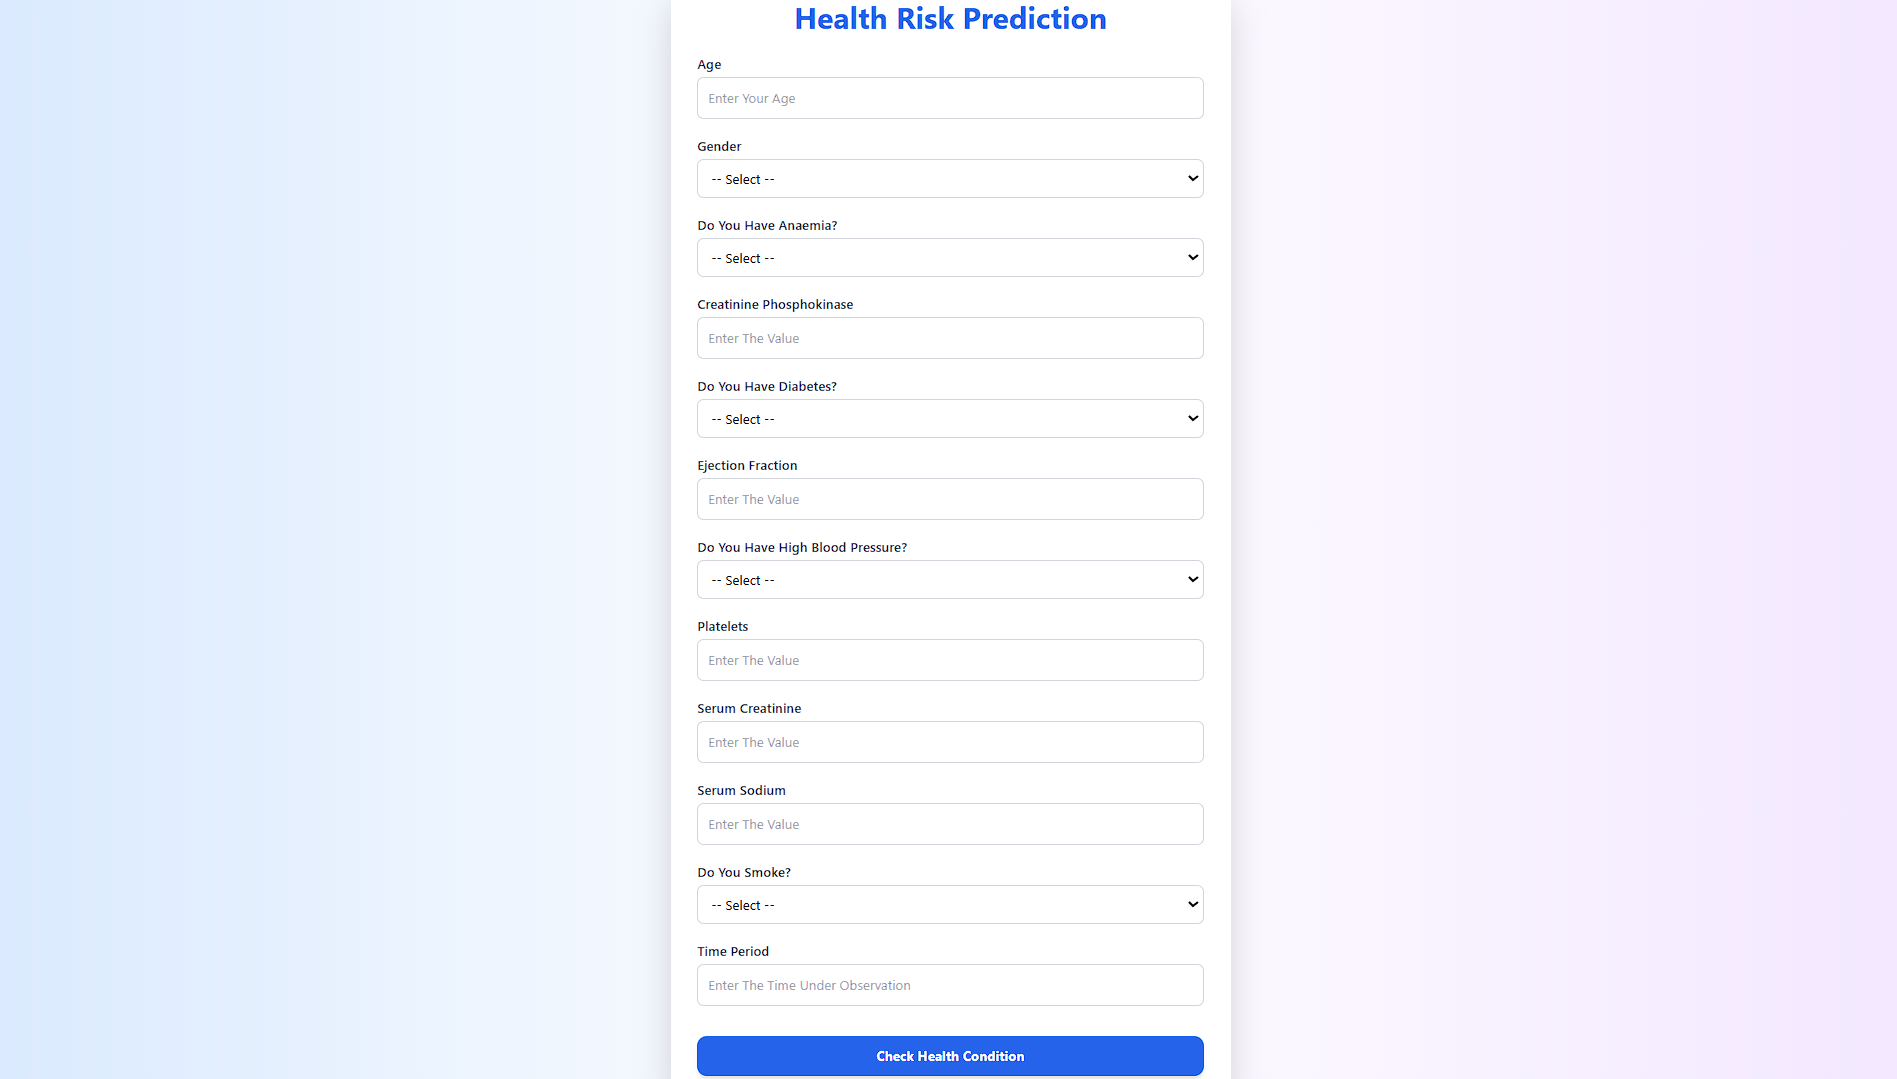 Health Risk Prediction
Age
Enter Your Age
Gender
-- Select --
Do You Have Anaemia?
-- Select --
Creatinine Phosphokinase
Enter The Value
Do You Have Diabetes?
-- Select --
Ejection Fraction
Enter The Value
Do You Have High Blood Pressure?
-- Select --
Platelets
Enter The Value
Serum Creatinine
Enter The Value
Serum Sodium
Enter The Value
Do You Smoke?
-- Select --
Time Period
Enter The Time Under Observation
Check Health Condition